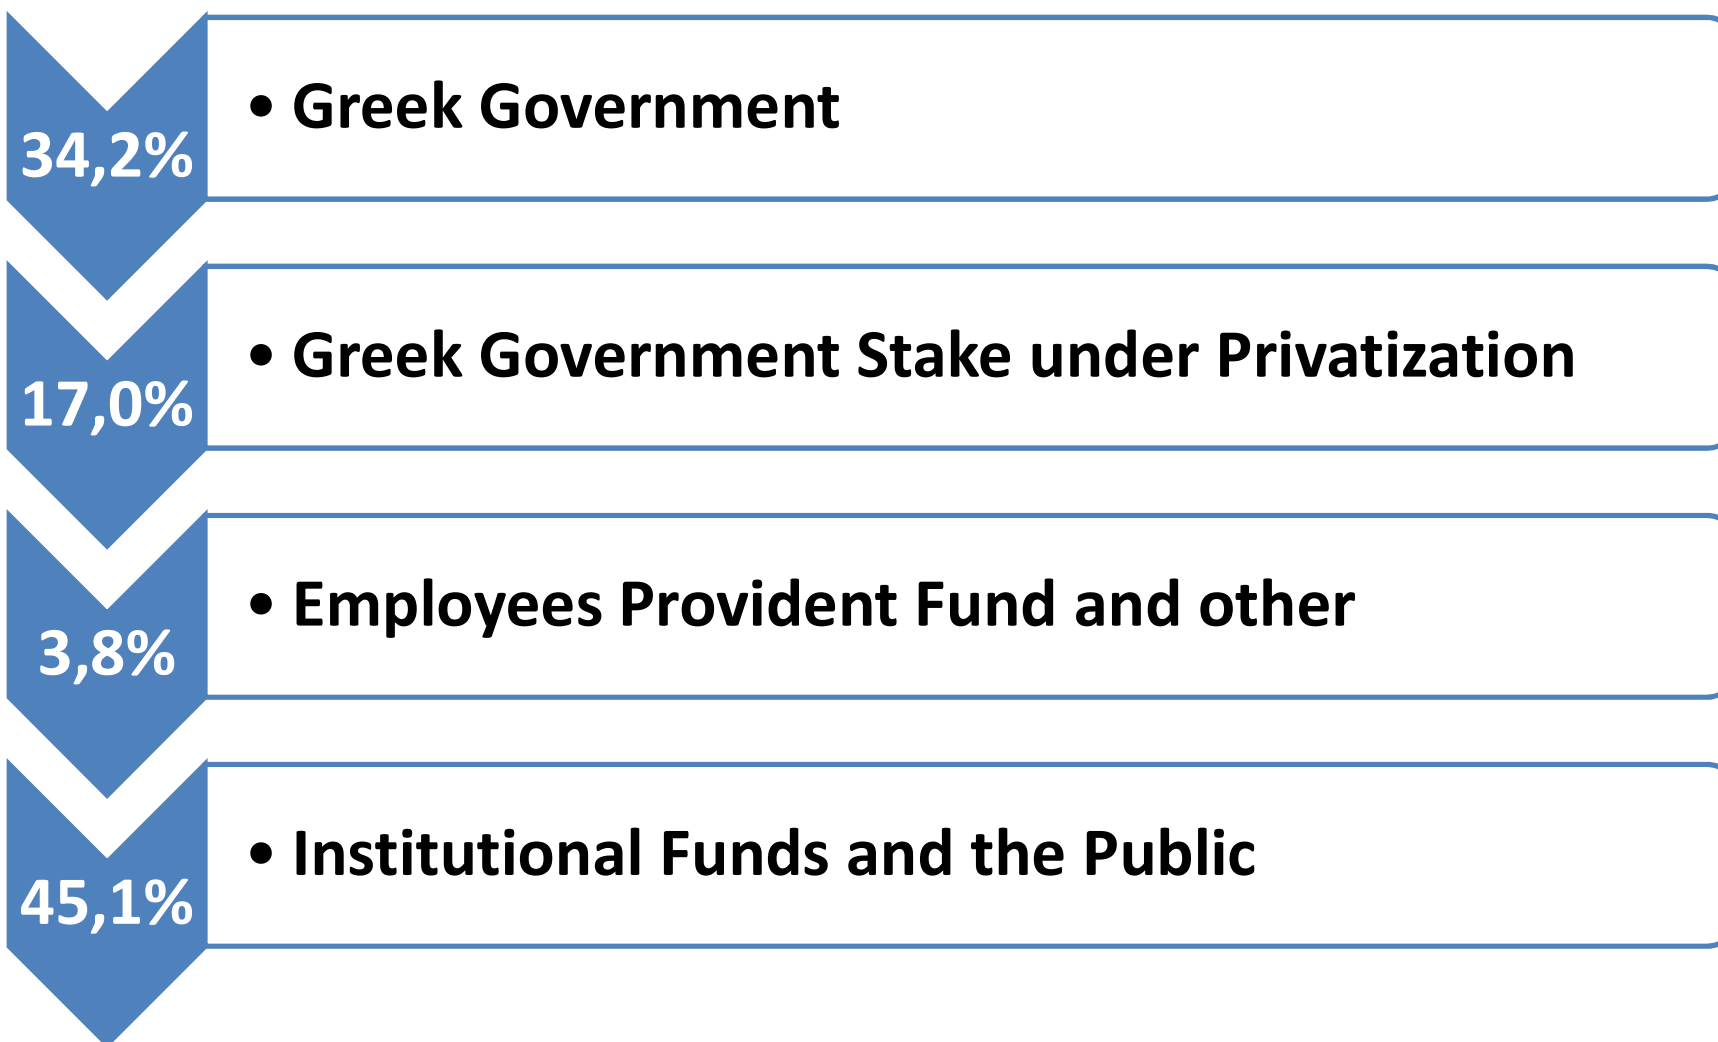 34,2%
• Greek Government
17,0%
• Greek Government Stake under Privatization
3,8%
• Employees Provident Fund and other
45,1%
• Institutional Funds and the Public